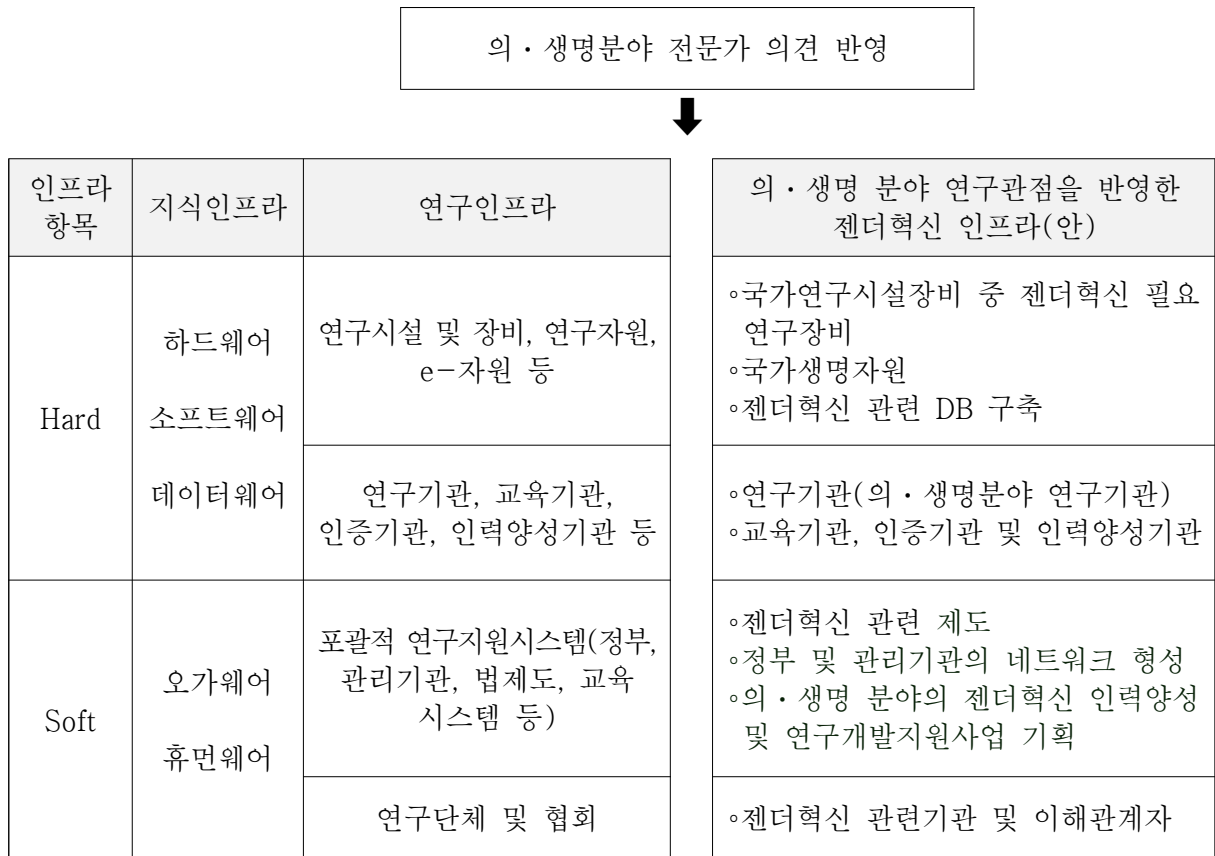 의・생명분야 전문가 의견 반영
인프라
항목
지식인프라
연구인프라
의・생명 분야 연구관점을 반영한
젠더혁신 인프라(안)
Hard
하드웨어
소프트웨어
데이터웨어
연구시설 및 장비, 연구자원,
e-자원 등
◦국가연구시설장비 중 젠더혁신 필요
연구장비
◦국가생명자원
◦젠더혁신 관련 DB 구축
연구기관, 교육기관,
인증기관, 인력양성기관 등
◦연구기관(의・생명분야 연구기관)
◦교육기관, 인증기관 및 인력양성기관
Soft
오가웨어
휴먼웨어
포괄적 연구지원시스템(정부,
관리기관, 법제도, 교육
시스템 등)
◦젠더혁신 관련 제도
◦정부 및 관리기관의 네트워크 형성
◦의・생명 분야의 젠더혁신 인력양성
및 연구개발지원사업 기획
연구단체 및 협회
◦젠더혁신 관련기관 및 이해관계자